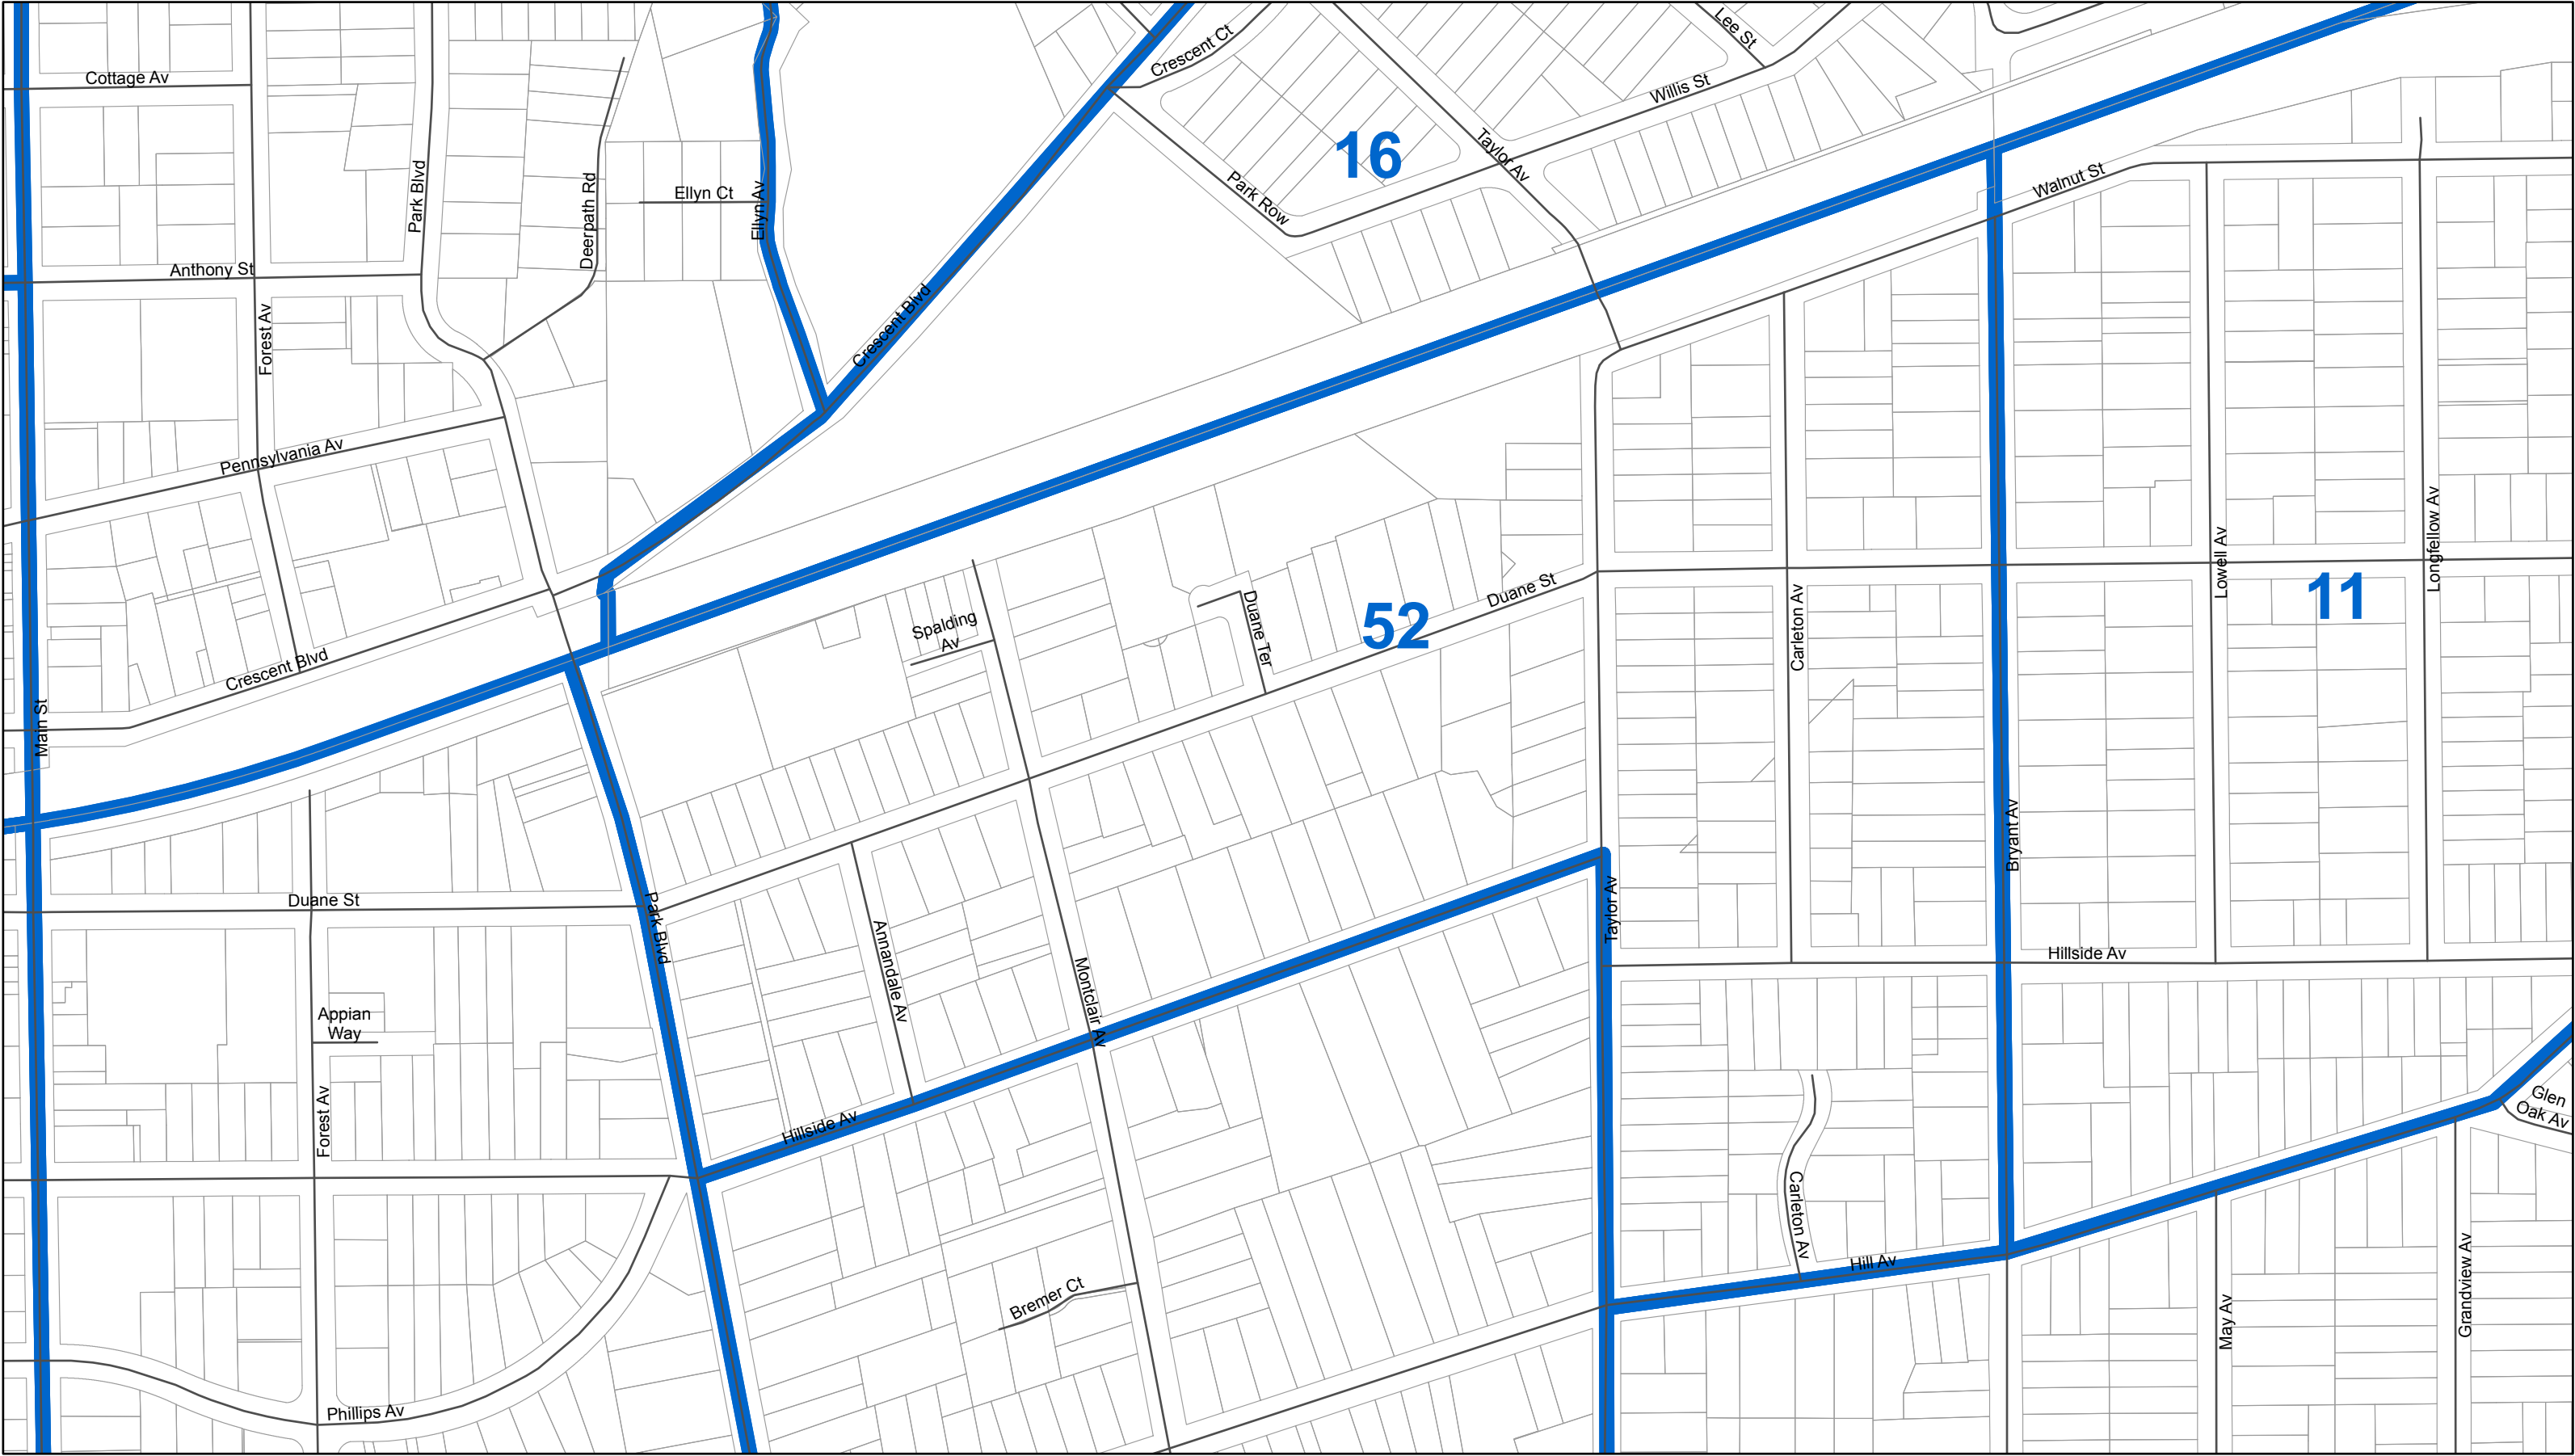 Lee St
Crescent Ct
Cottage Av
Willis St
16
Taylor Av
Park Blvd
Deerpath Rd
Ellyn Ct
Ellyn Av
Park Row
Walnut St
Anthony St
Forest Av
Crescent Blvd
Pennsylvania Av
Longfellow Av
Lowell Av
Duane St
Duane Ter
52
11
Carleton Av
Spalding
Av
Crescent Blvd
Main St
Bryant Av
Duane St
Park Blvd
Taylor Av
Annandale Av
Montclair Av
Hillside Av
Appian
Way
Forest Av
Hillside Av
Glen
Oak Av
Carleton Av
Hill Av
Grandview Av
Bremer Ct
May Av
Phillips Av